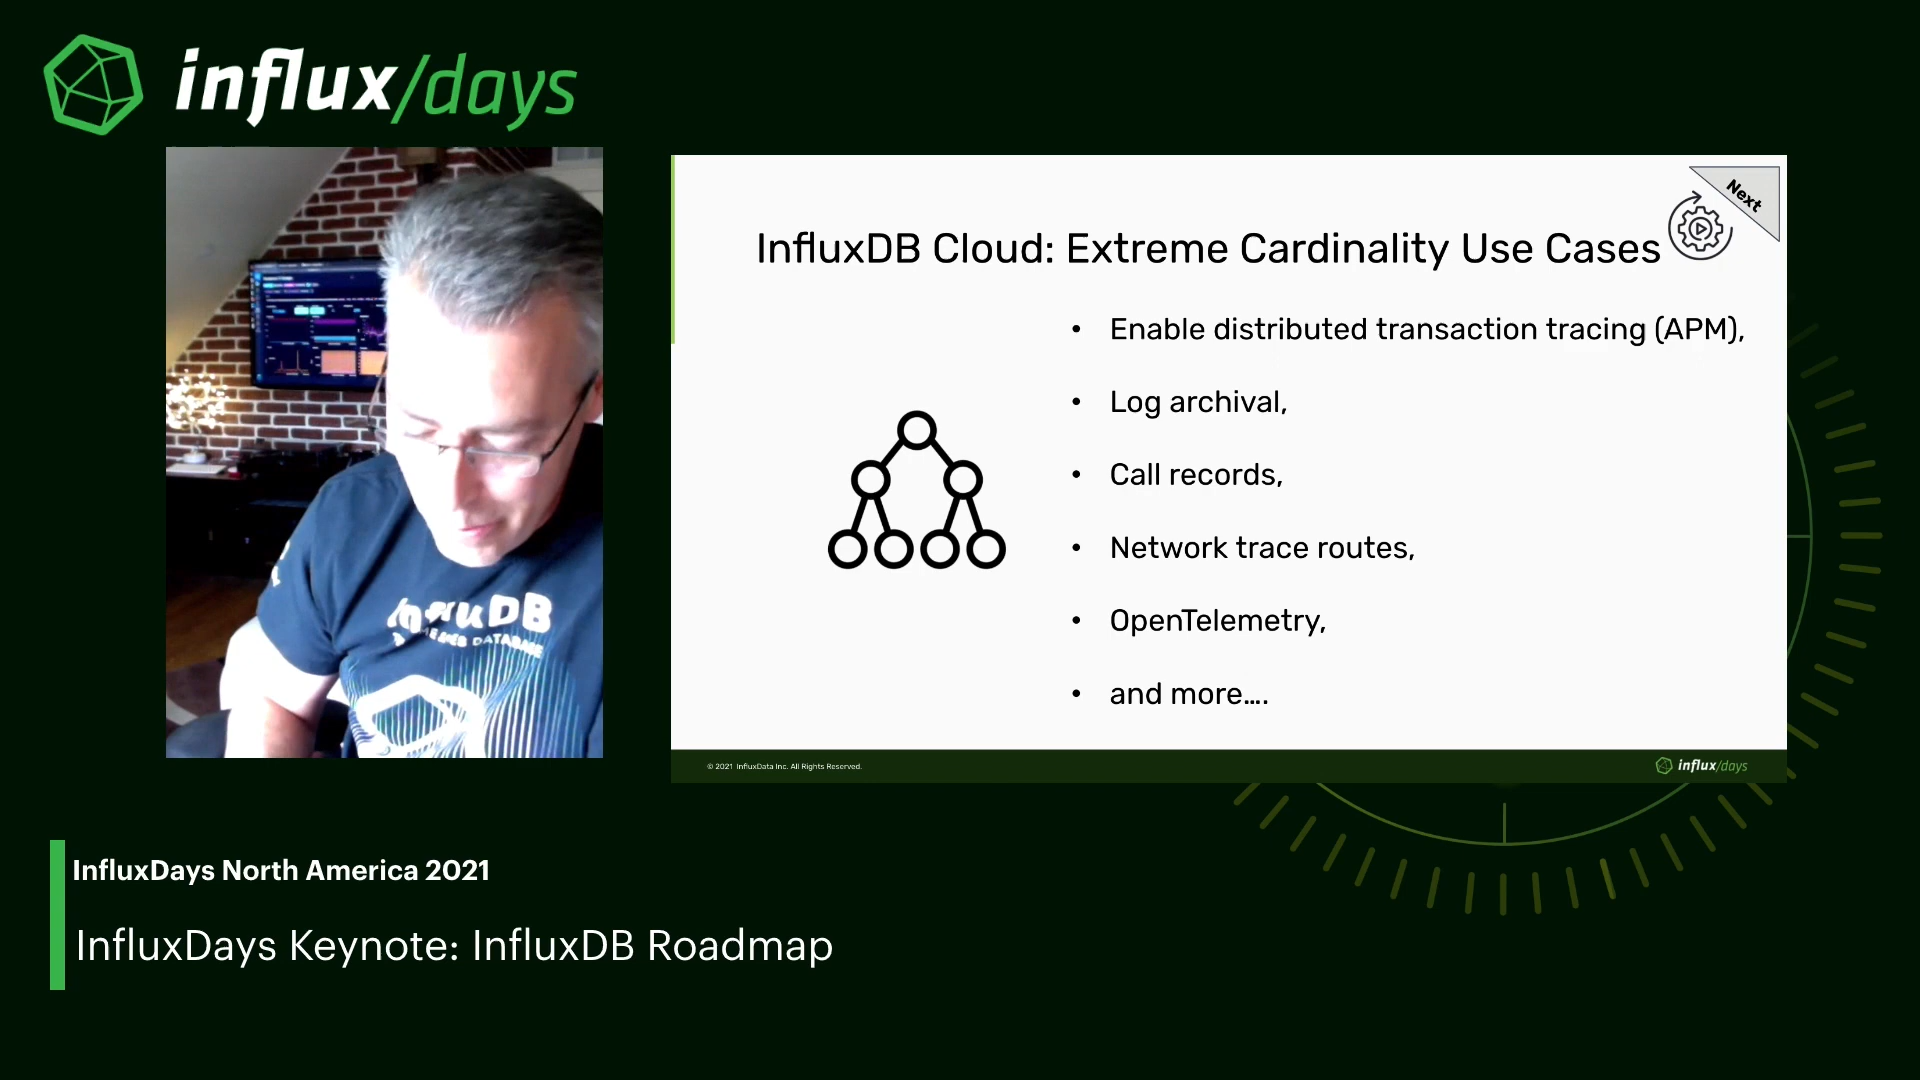 influx/days
Next
InfluxDB Cloud: Extreme Cardinality Use Cases
• Enable distributed transaction tracing (APM),
• Log archival,
• Call records,
• Network trace routes,
• OpenTelemetry,
• and more....
© 2021 InfluxData Inc. All Rights Reserved.
influx/days
InfluxDays North America 2021
InfluxDays Keynote: InfluxDB Roadmap